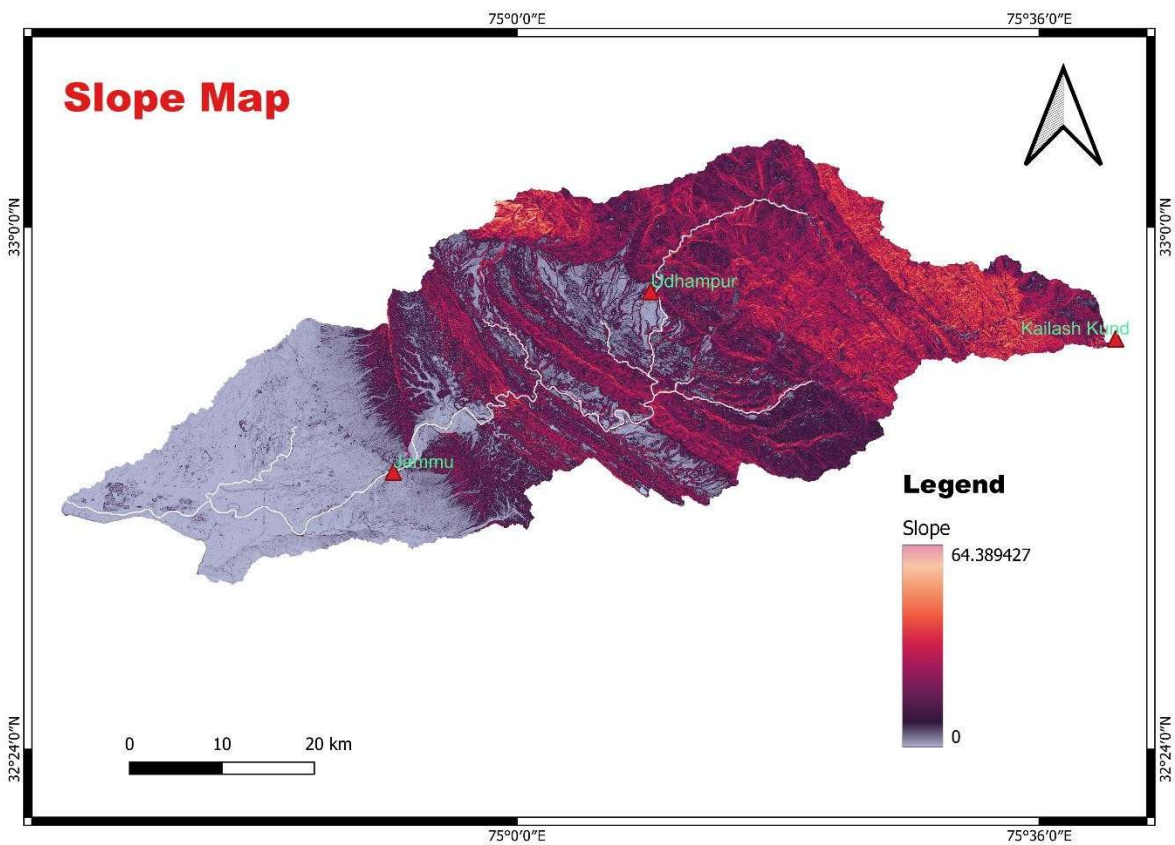 75°0′0″E
75°36′0″E
Slope Map
33°0′0″N
33°0′0″N
Udhampur
Kailash Kund
Jammu
Legend
Slope
64.389427
0
0 10 20 km
32°24′0″N
32°24′0″N
75°0′0″E
75°36′0″E